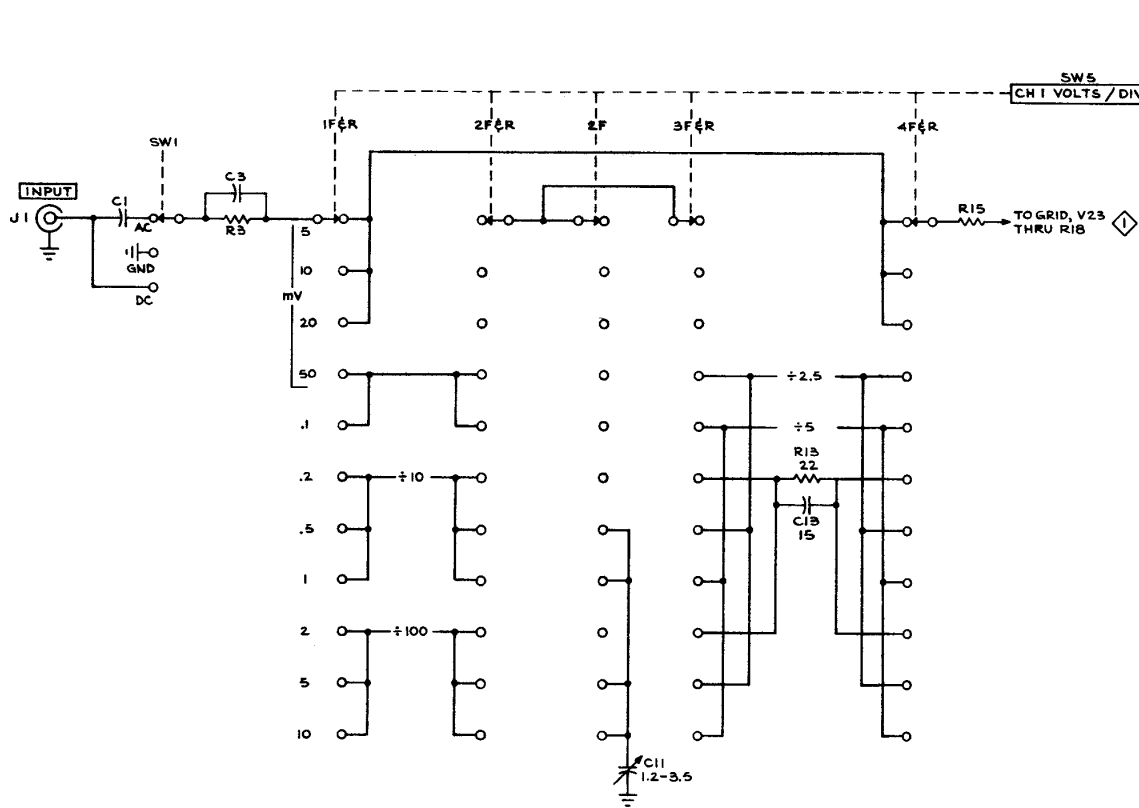 SW5
CH 1 VOLTS / DIV
1F&R
2F&R
2F
3F&R
4F&R
SW1
INPUT
J1
C1
AC
C3
R3
5
R15
TO GRID, V23
THRU R18
1
GND
10
DC
mV
20
50
÷2.5
.1
÷5
R13
22
.2
÷10
C13
15
.5
1
2
÷100
5
10
C11
1.2-3.5